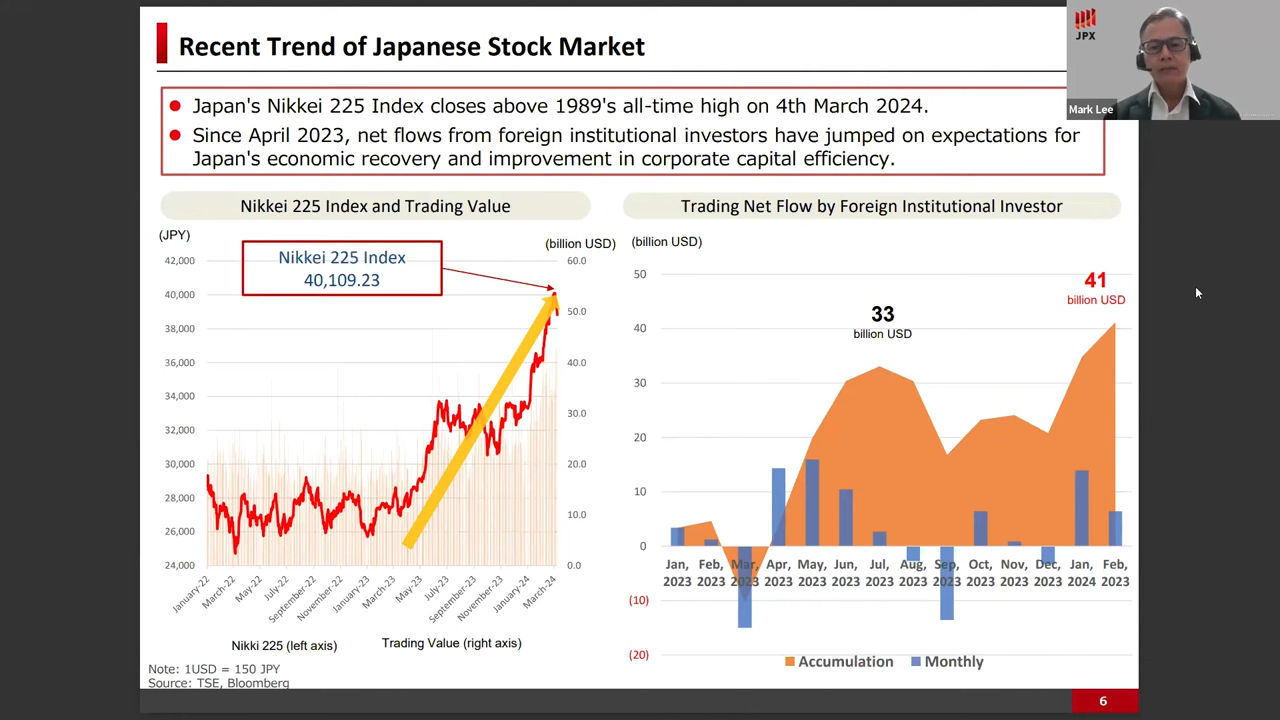 Recent Trend of Japanese Stock Market
JPX
Mark Lee
Japan's Nikkei 225 Index closes above 1989's all-time high on 4th March 2024.
Since April 2023, net flows from foreign institutional investors have jumped on expectations for
Japan's economic recovery and improvement in corporate capital efficiency.
Nikkei 225 Index and Trading Value
(JPY)
(billion USD)
Nikkei 225 Index
40,109.23
42,000
40,000
38,000
36,000
34,000
32,000
30,000
28,000
26,000
24,000
60.0
50.0
40.0
30.0
20.0
10.0
0.0
January-22
March-22
May-22
July-22
September-22
November-22
January-23
March-23
May-23
July-23
September-23
November-23
January-24
March-24
Nikki 225 (left axis)
Trading Value (right axis)
Note: 1USD = 150 JPY
Source: TSE, Bloomberg
Trading Net Flow by Foreign Institutional Investor
(billion USD)
50
40
30
20
10
0
(10)
(20)
33
billion USD
41
billion USD
Jan, Feb, Mar, Apr, May, Jun, Jul, Aug, Sep, Oct, Nov, Dec, Jan, Feb,
2023 2023 2023 2023 2023 2023 2023 2023 2023 2023 2023 2023 2024 2023
Accumulation
Monthly
6